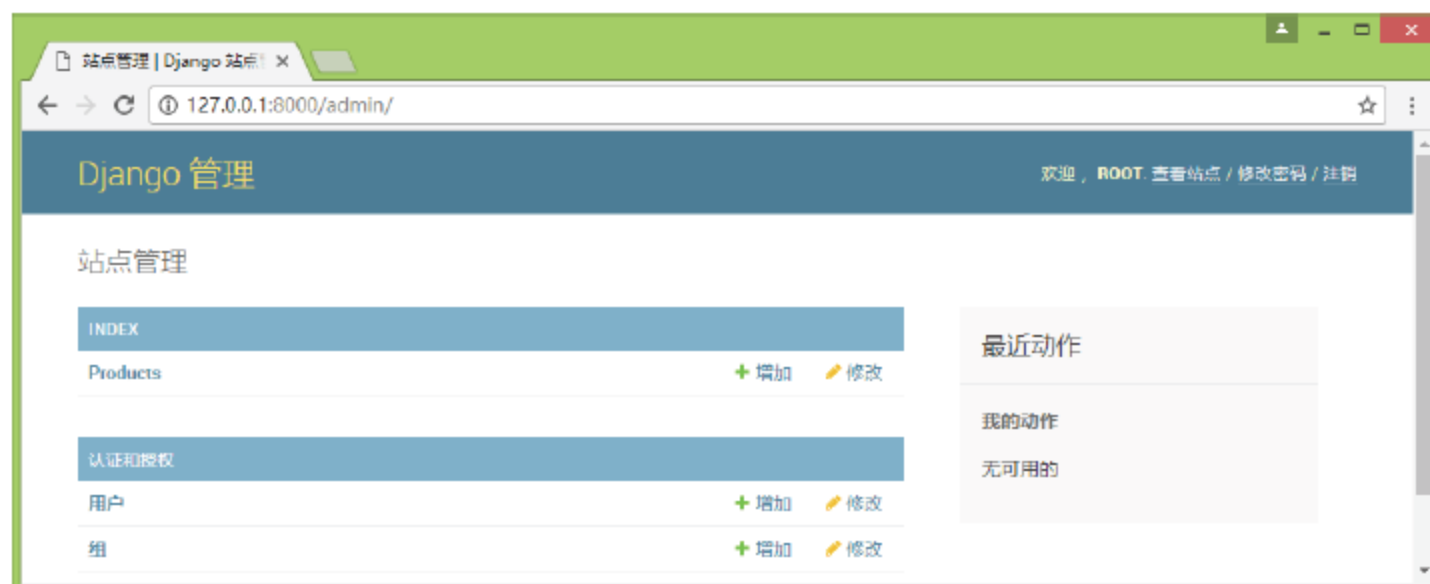 站点管理 | Django 站点
127.0.0.1:8000/admin/
Django 管理
欢迎，ROOT. 查看站点 / 修改密码 / 注销
站点管理
INDEX
Products 增加 修改
认证和授权
用户 增加 修改
组 增加 修改
最近动作
我的动作
无可用的